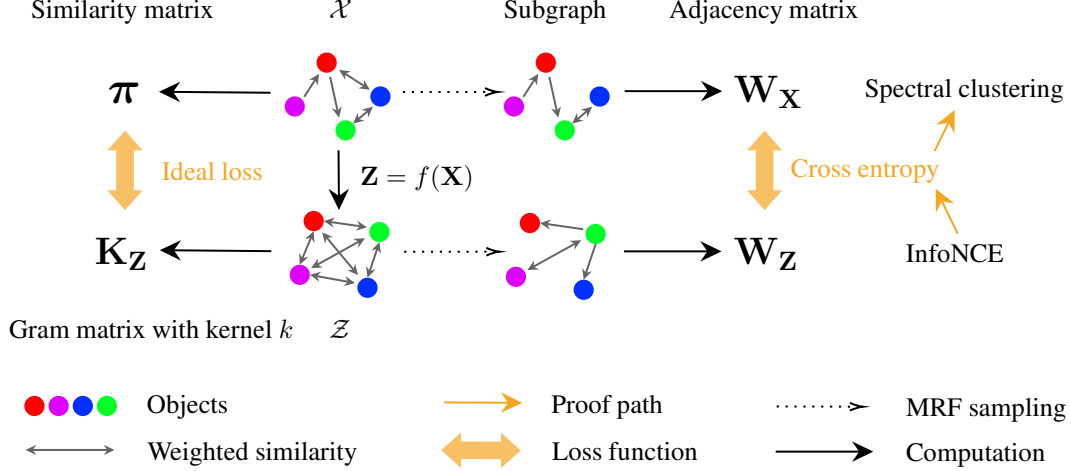 Similarity matrix
𝒳
Subgraph
Adjacency matrix
π
W_X
Spectral clustering
Ideal loss
Z = f(X)
Cross entropy
K_Z
W_Z
InfoNCE
Gram matrix with kernel k
𝒵
Objects
Proof path
MRF sampling
Weighted similarity
Loss function
Computation